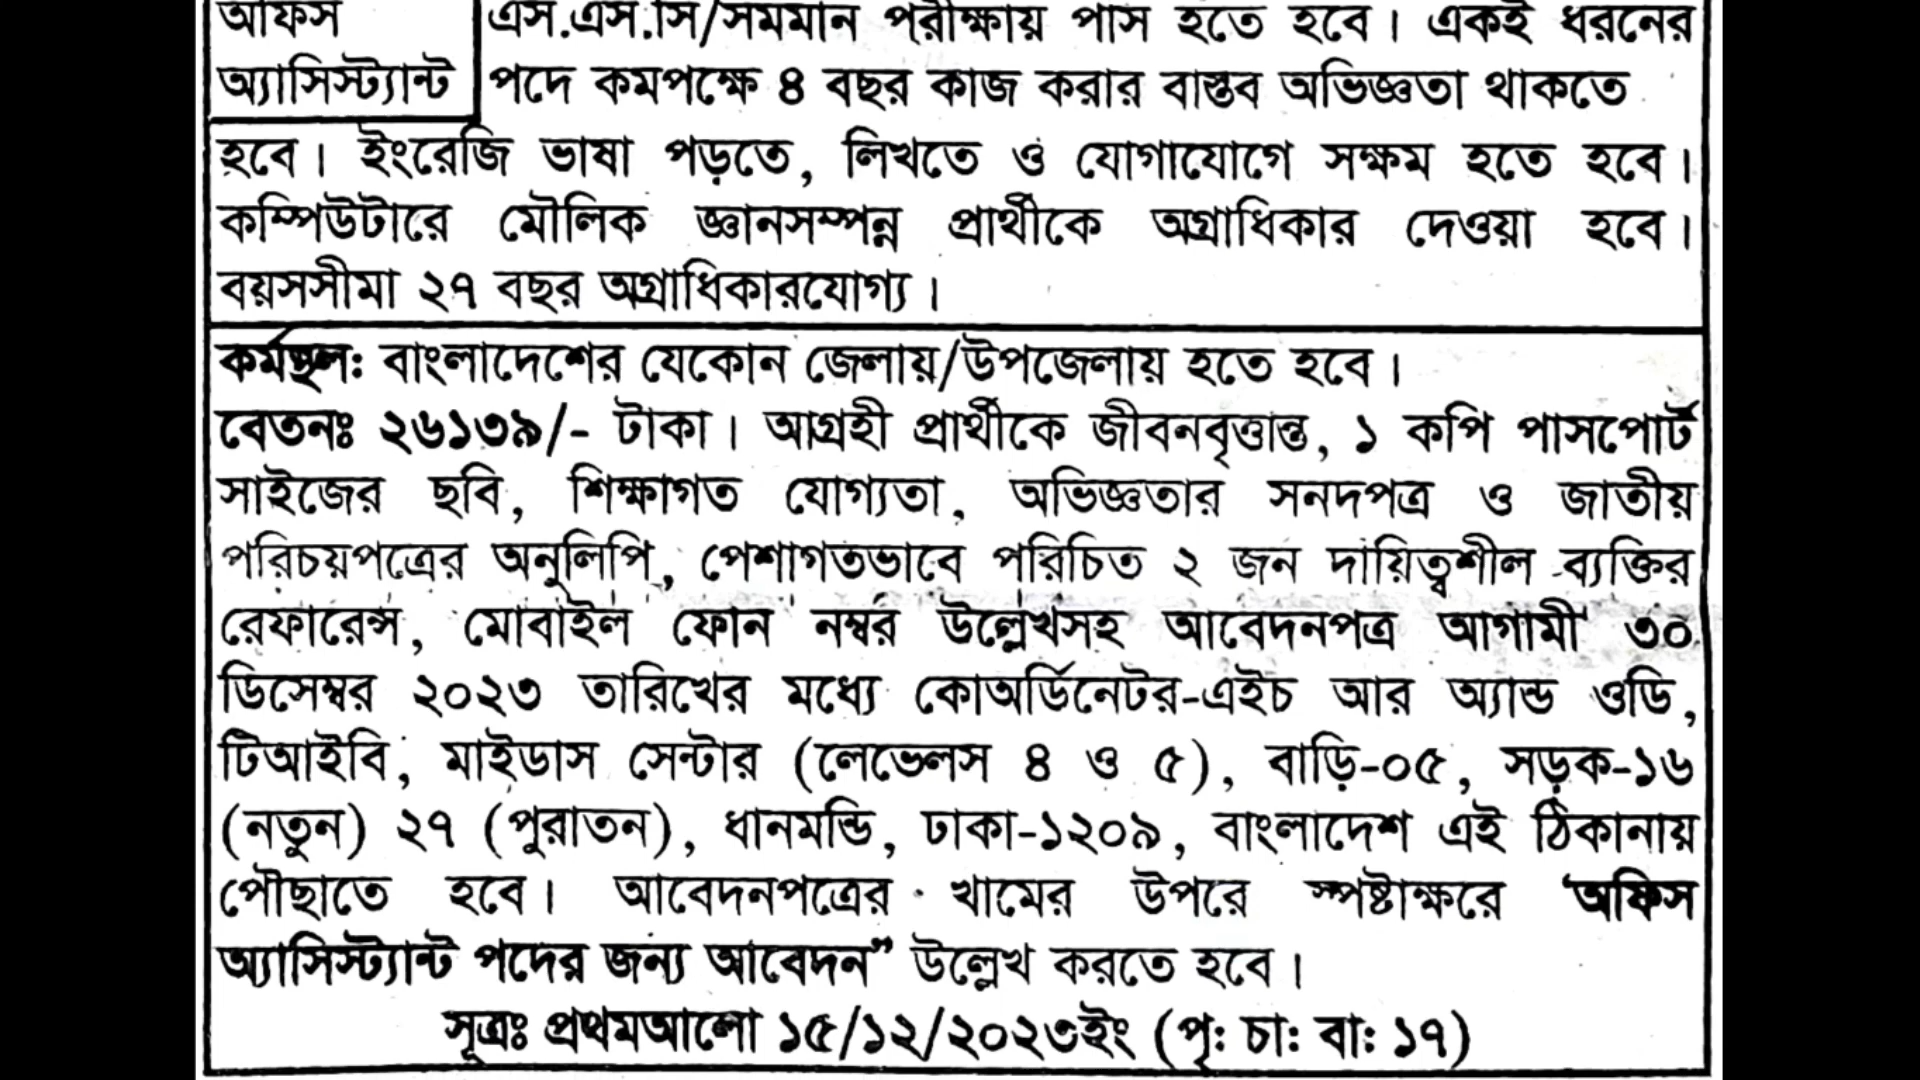 অফিস এস.এস.সি/সমমান পরীক্ষায় পাস হতে হবে। একই ধরনের
অ্যাসিস্ট্যান্ট পদে কমপক্ষে ৪ বছর কাজ করার বাস্তব অভিজ্ঞতা থাকতে
হবে। ইংরেজি ভাষা পড়তে, লিখতে ও যোগাযোগে সক্ষম হতে হবে।
কম্পিউটারে মৌলিক জ্ঞানসম্পন্ন প্রার্থীকে অগ্রাধিকার দেওয়া হবে।
বয়সসীমা ২৭ বছর অগ্রাধিকারযোগ্য।
কর্মস্থল: বাংলাদেশের যেকোন জেলায়/উপজেলায় হতে হবে।
বেতনঃ ২৬১৩৯/- টাকা। আগ্রহী প্রার্থীকে জীবনবৃত্তান্ত, ১ কপি পাসপোর্ট
সাইজের ছবি, শিক্ষাগত যোগ্যতা, অভিজ্ঞতার সনদপত্র ও জাতীয়
পরিচয়পত্রের অনুলিপি, পেশাগতভাবে পরিচিত ২ জন দায়িত্বশীল ব্যক্তির
রেফারেন্স, মোবাইল ফোন নম্বর উল্লেখসহ আবেদনপত্র আগামী ৩০
ডিসেম্বর ২০২৩ তারিখের মধ্যে কোঅর্ডিনেটর-এইচ আর অ্যান্ড ওডি,
টিআইবি, মাইডাস সেন্টার (লেভেলস ৪ ও ৫), বাড়ি-০৫, সড়ক-১৬
(নতুন) ২৭ (পুরাতন), ধানমন্ডি, ঢাকা-১২০৯, বাংলাদেশ এই ঠিকানায়
পৌছাতে হবে। আবেদনপত্রের খামের উপরে স্পষ্টাক্ষরে ‘অফিস
অ্যাসিস্ট্যান্ট পদের জন্য আবেদন” উল্লেখ করতে হবে।
সূত্রঃ প্রথমআলো ১৫/১২/২০২৩ইং (পৃ: চা: বা: ১৭)